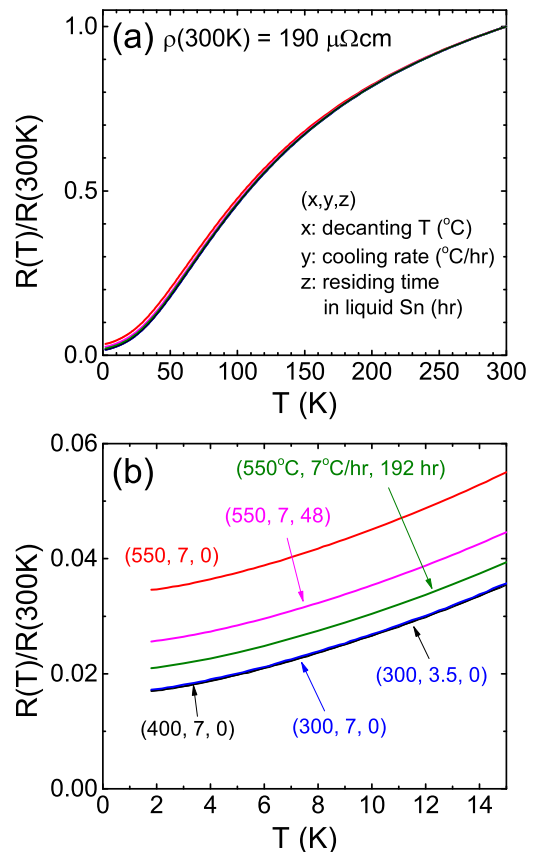 (a) ρ(300K) = 190 μΩcm
1.0
0.5
0.0
R(T)/R(300K)
(x,y,z)
x: decanting T (°C)
y: cooling rate (°C/hr)
z: residing time
in liquid Sn (hr)
0 50 100 150 200 250 300
T (K)
(b)
0.06
0.04
0.02
0.00
R(T)/R(300K)
(550°C, 7°C/hr, 192 hr)
(550, 7, 48)
(550, 7, 0)
(300, 3.5, 0)
(400, 7, 0)
(300, 7, 0)
0 2 4 6 8 10 12 14
T (K)